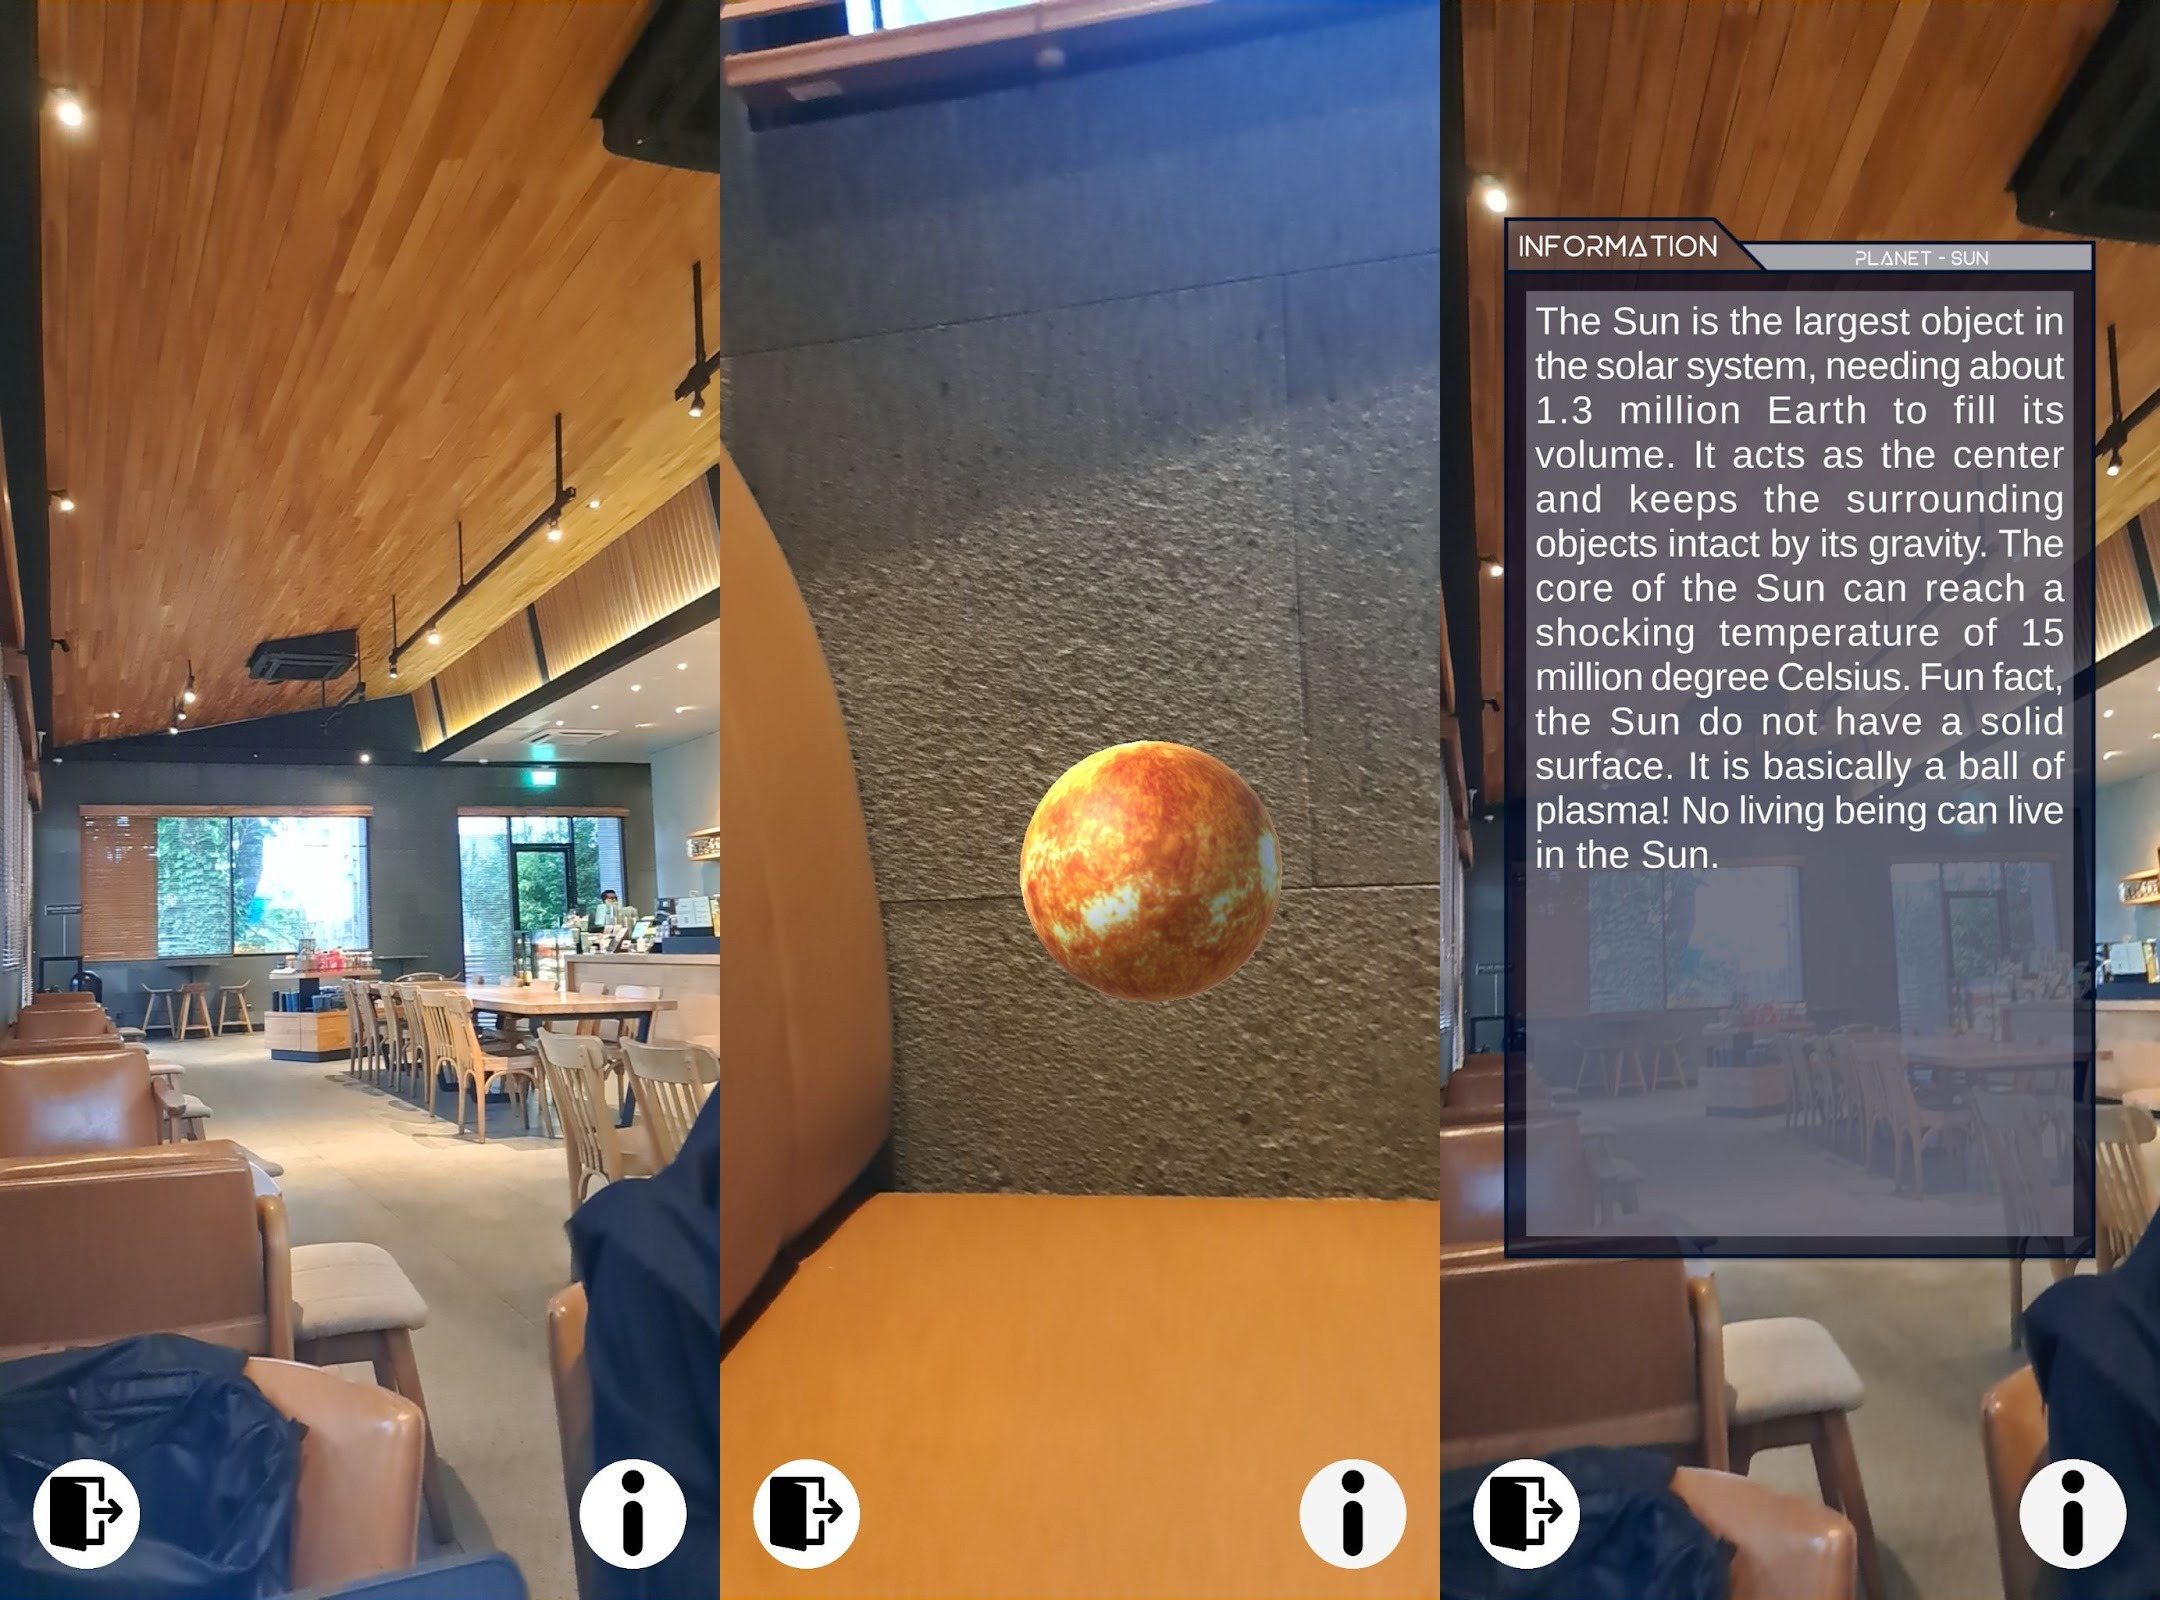 INFORMATION
PLANET - SUN
The Sun is the largest object in
the solar system, needing about
1.3 million Earth to fill its
volume. It acts as the center
and keeps the surrounding
objects intact by its gravity. The
core of the Sun can reach a
shocking temperature of 15
million degree Celsius. Fun fact,
the Sun do not have a solid
surface. It is basically a ball of
plasma! No living being can live
in the Sun.